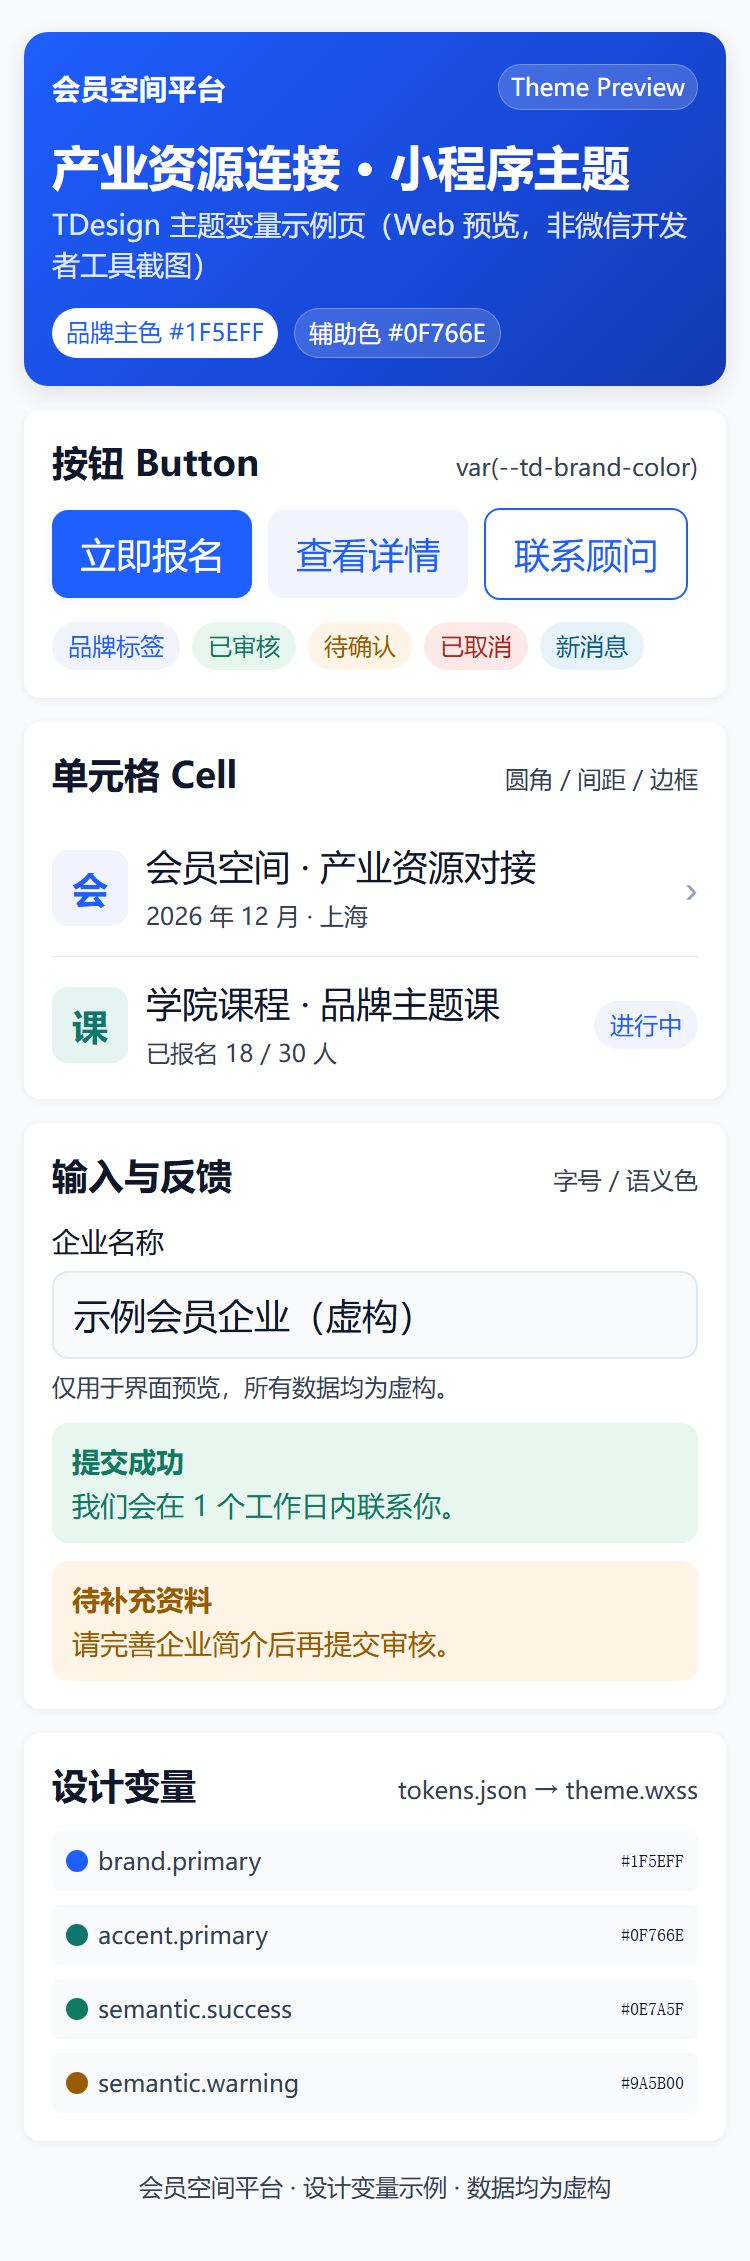 会员空间平台
Theme Preview
产业资源连接 · 小程序主题
TDesign 主题变量示例页（Web 预览，非微信开发
者工具截图）
品牌主色 #1F5EFF
辅助色 #0F766E
按钮 Button
var(--td-brand-color)
立即报名
查看详情
联系顾问
品牌标签
已审核
待确认
已取消
新消息
单元格 Cell
圆角 / 间距 / 边框
会
会员空间 · 产业资源对接
2026 年 12 月 · 上海
›
课
学院课程 · 品牌主题课
已报名 18 / 30 人
进行中
输入与反馈
字号 / 语义色
企业名称
示例会员企业（虚构）
仅用于界面预览，所有数据均为虚构。
提交成功
我们会在 1 个工作日内联系你。
待补充资料
请完善企业简介后再提交审核。
设计变量
tokens.json → theme.wxss
brand.primary
#1F5EFF
accent.primary
#0F766E
semantic.success
#0E7A5F
semantic.warning
#9A5B00
会员空间平台 · 设计变量示例 · 数据均为虚构